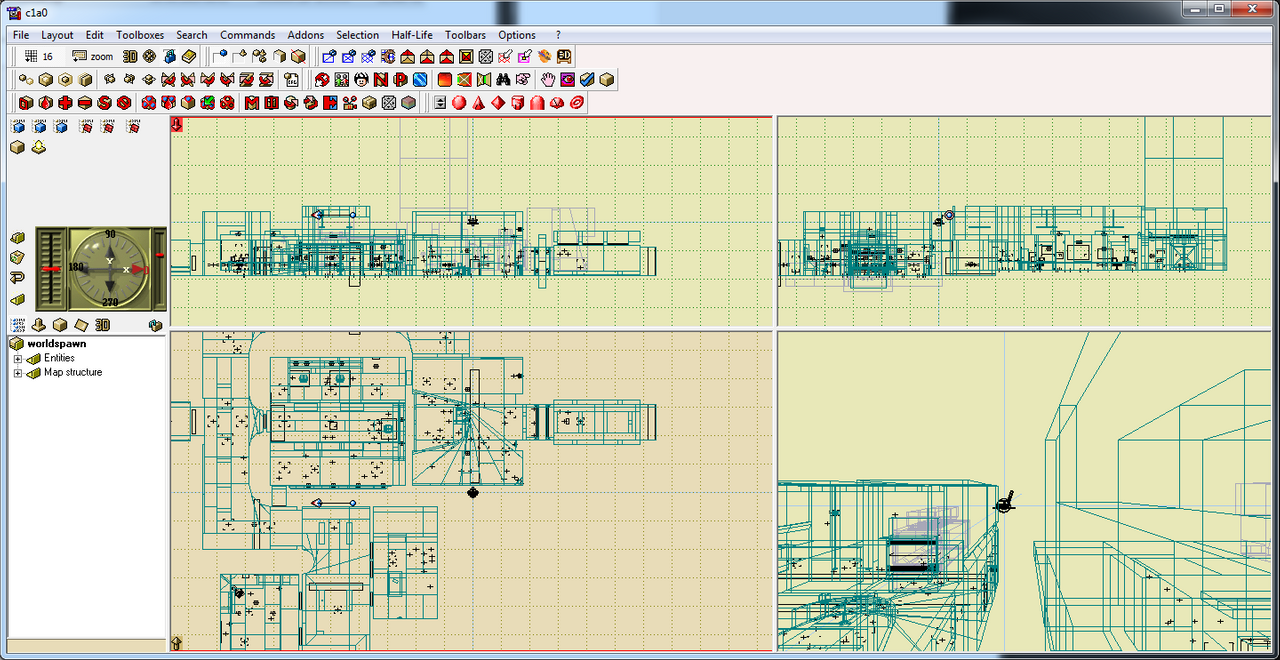 c1a0
File Layout Edit Toolboxes Search Commands Addons Selection Half-Life Toolbars Options ?
16 zoom 3D
90
Y
180 X
270
3D
worldspawn
Entities
Map structure